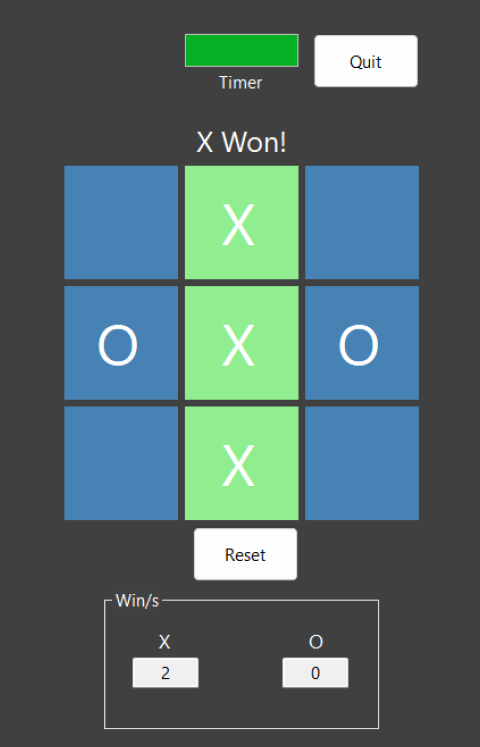 Quit
Timer
X Won!
X
O X O
X
Reset
Win/s
X O
2 0